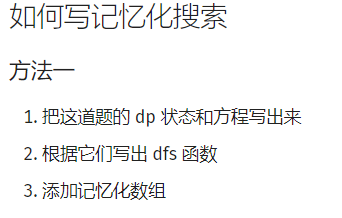 如何写记忆化搜索
方法一
1. 把这道题的 dp 状态和方程写出来
2. 根据它们写出 dfs 函数
3. 添加记忆化数组